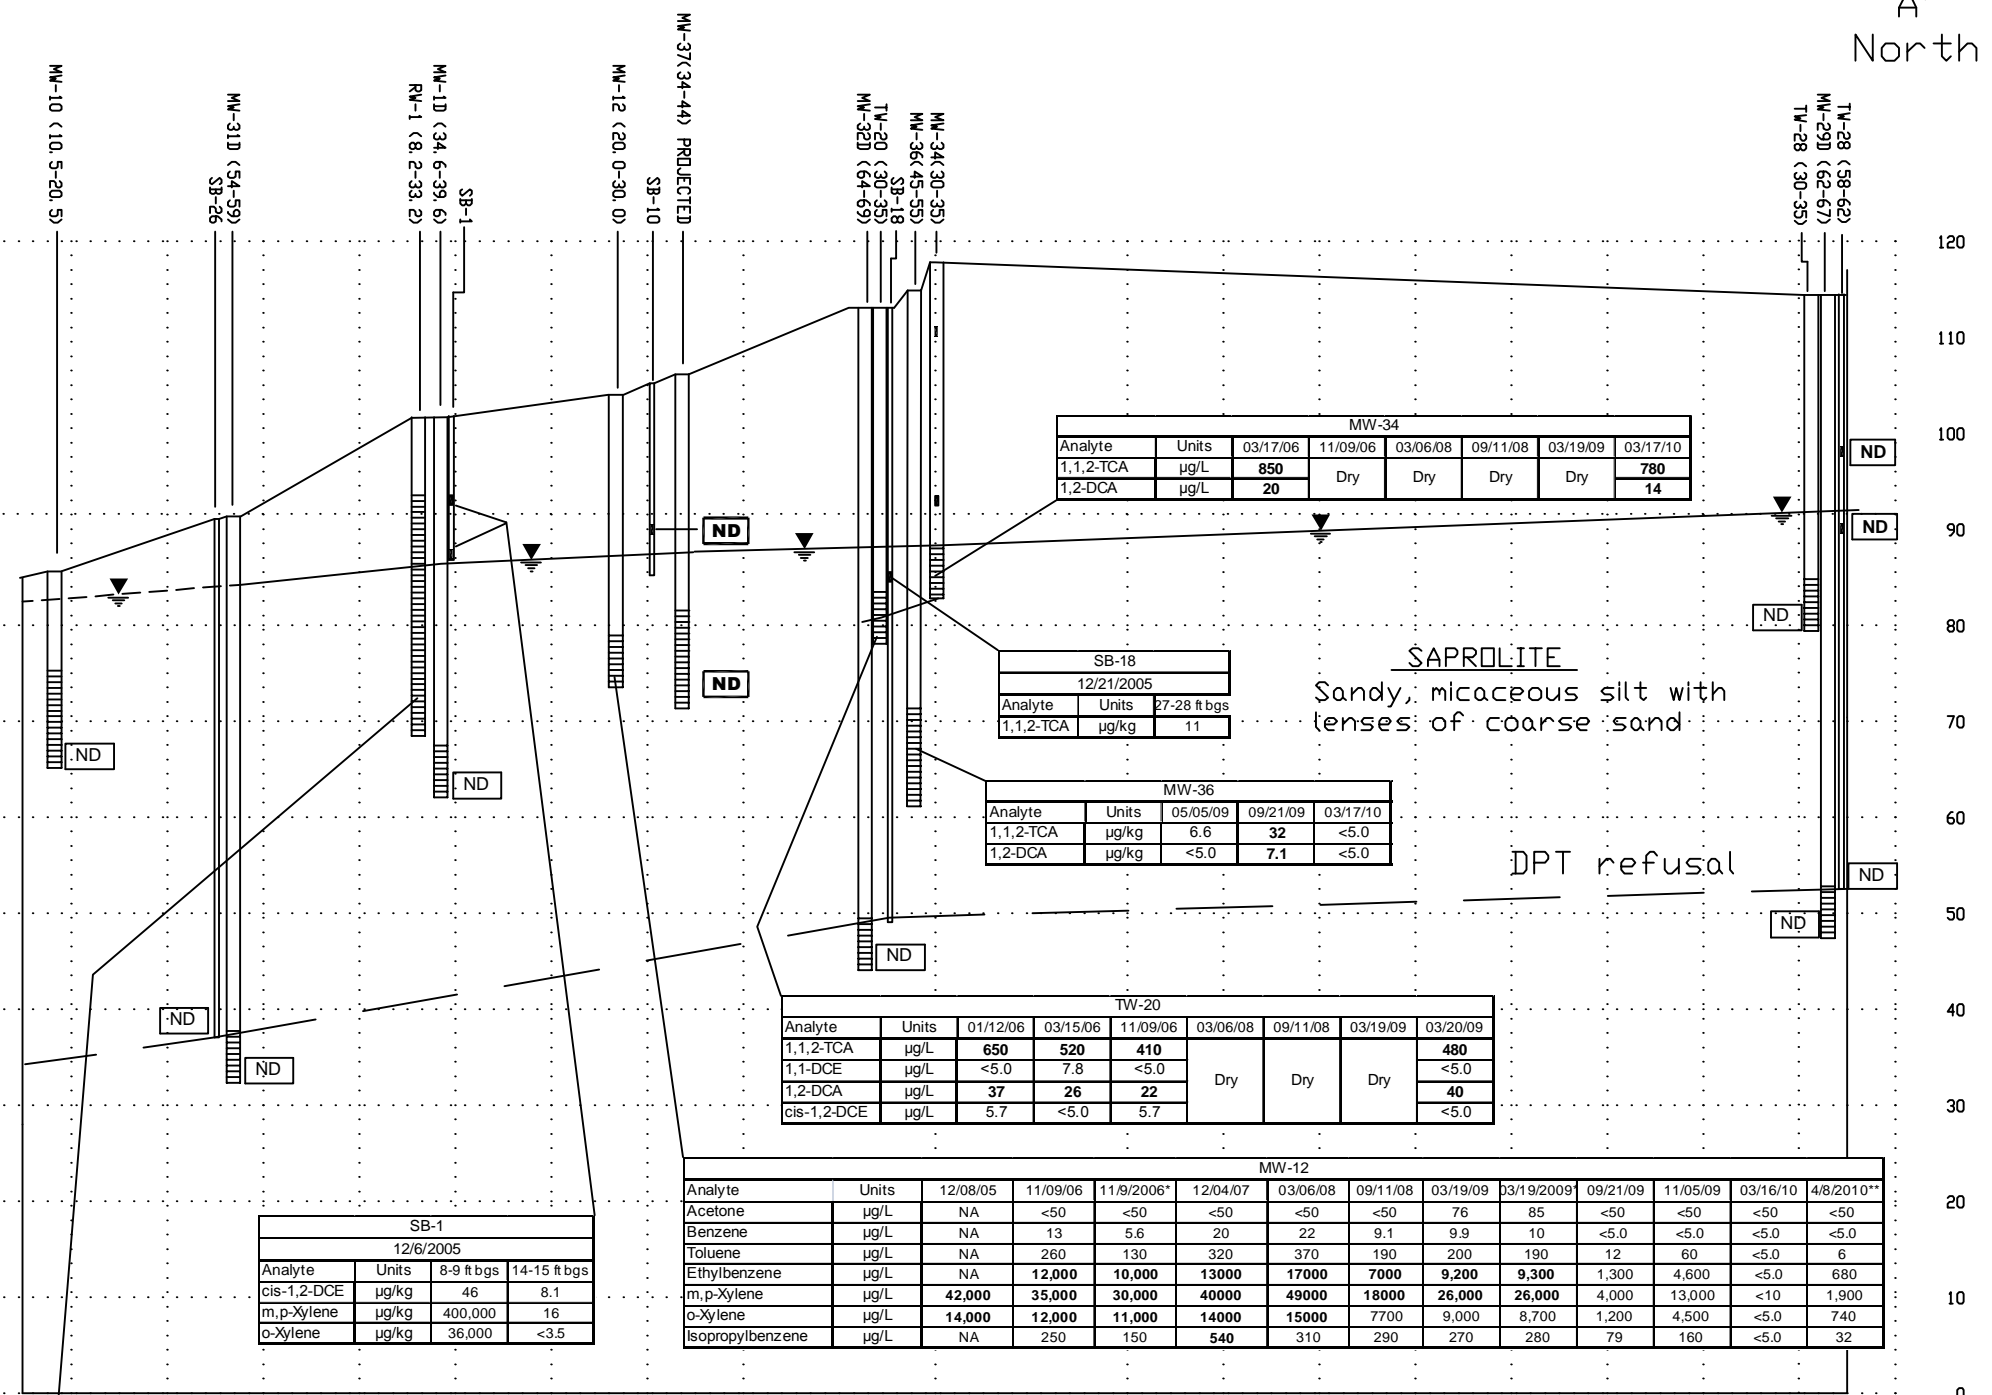 A
North
MW-10 (10.5-20.5)
SB-26
MW-31D (54-59)
RW-1 (8.2-33.2)
MW-1D (34.6-39.6)
SB-1
MW-12 (20.0-30.0)
SB-10
MW-37(34-44) PROJECTED
MW-32D (64-69)
TW-20 (30-35)
SB-18
MW-36(45-55)
MW-34(30-35)
TW-28 (30-35)
MW-29D (62-67)
TW-28 (58-62)
120
110
100
90
80
70
60
50
40
30
20
10
0
MW-34
Analyte Units 03/17/06 11/09/06 03/06/08 09/11/08 03/19/09 03/17/10
1,1,2-TCA µg/L 850 Dry Dry Dry Dry 780
1,2-DCA µg/L 20 14
ND
ND
ND
ND
ND
ND
ND
ND
ND
ND
ND
ND
ND
SB-18
12/21/2005
Analyte Units 27-28 ft bgs
1,1,2-TCA µg/kg 11
SAPROLITE
Sandy, micaceous silt with
lenses of coarse sand
MW-36
Analyte Units 05/05/09 09/21/09 03/17/10
1,1,2-TCA µg/kg 6.6 32 <5.0
1,2-DCA µg/kg <5.0 7.1 <5.0
DPT refusal
TW-20
Analyte Units 01/12/06 03/15/06 11/09/06 03/06/08 09/11/08 03/19/09 03/20/09
1,1,2-TCA µg/L 650 520 410 Dry Dry Dry 480
1,1-DCE µg/L <5.0 7.8 <5.0 <5.0
1,2-DCA µg/L 37 26 22 40
cis-1,2-DCE µg/L 5.7 <5.0 5.7 <5.0
MW-12
Analyte Units 12/08/05 11/09/06 11/9/2006* 12/04/07 03/06/08 09/11/08 03/19/09 03/19/2009* 09/21/09 11/05/09 03/16/10 4/8/2010**
Acetone µg/L NA <50 <50 <50 <50 <50 76 85 <50 <50 <50 <50
Benzene µg/L NA 13 5.6 20 22 9.1 9.9 10 <5.0 <5.0 <5.0 <5.0
Toluene µg/L NA 260 130 320 370 190 200 190 12 60 <5.0 6
Ethylbenzene µg/L NA 12,000 10,000 13000 17000 7000 9,200 9,300 1,300 4,600 <5.0 680
m,p-Xylene µg/L 42,000 35,000 30,000 40000 49000 18000 26,000 26,000 4,000 13,000 <10 1,900
o-Xylene µg/L 14,000 12,000 11,000 14000 15000 7700 9,000 8,700 1,200 4,500 <5.0 740
Isopropylbenzene µg/L NA 250 150 540 310 290 270 280 79 160 <5.0 32
SB-1
12/6/2005
Analyte Units 8-9 ft bgs 14-15 ft bgs
cis-1,2-DCE µg/kg 46 8.1
m,p-Xylene µg/kg 400,000 16
o-Xylene µg/kg 36,000 <3.5